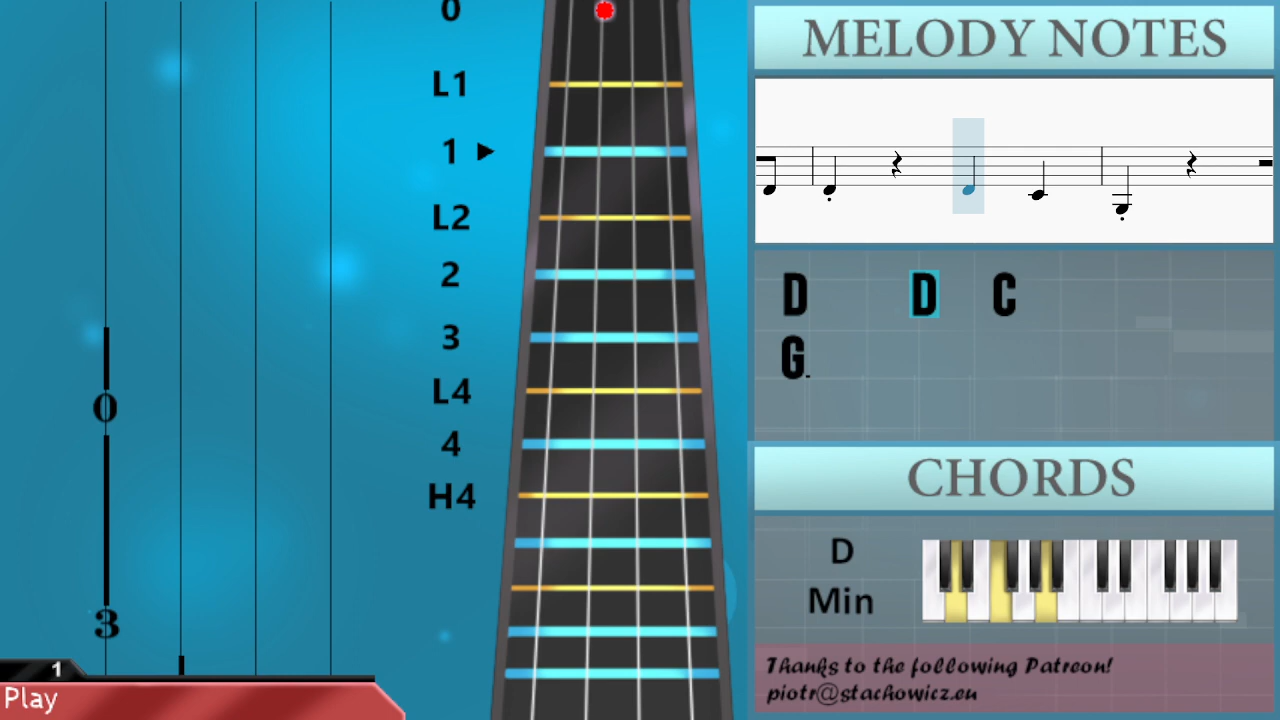 0
L1
1 ►
L2
2
3
L4
4
H4
0
3
1
Play
MELODY NOTES
D D C
G.
CHORDS
D
Min
Thanks to the following Patreon!
piotr@stachowicz.eu